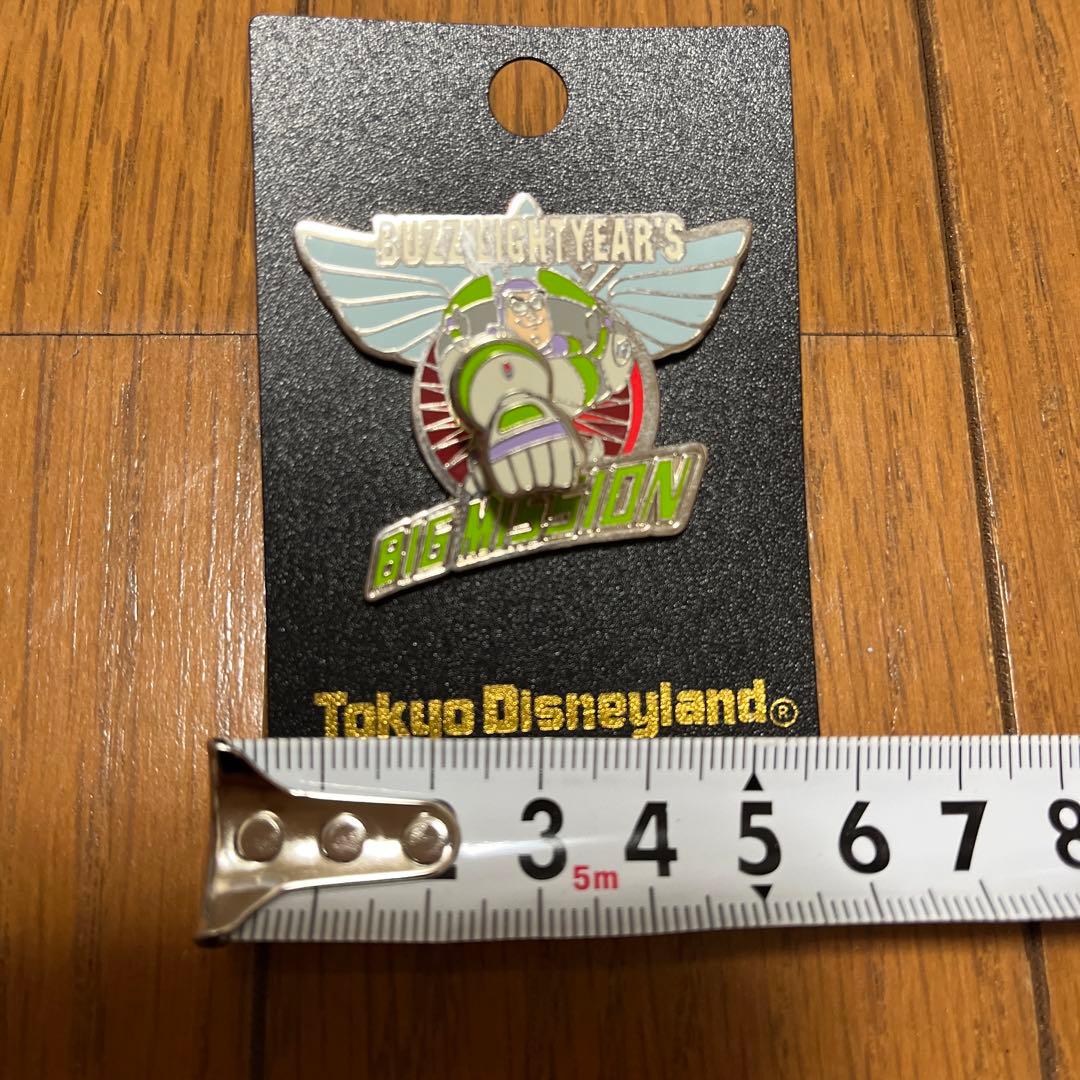 BUZZ LIGHTYEAR'S
BIG MISSION
Tokyo Disneyland®
3 4 5 6 7 8
5m